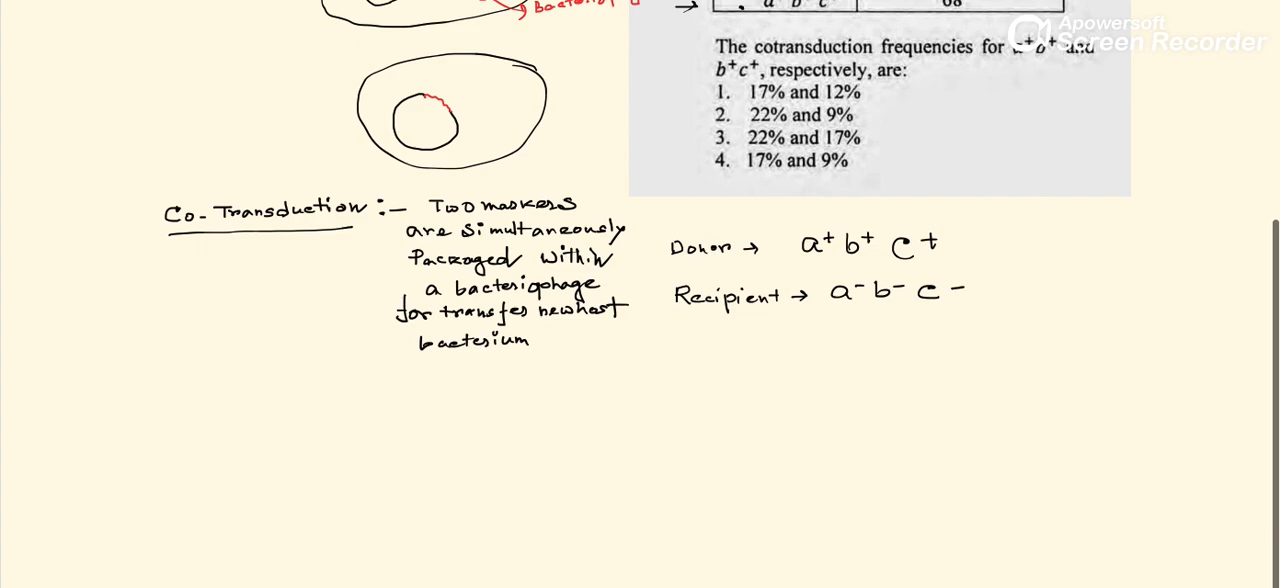 a b c 68
Apowersoft
Screen Recorder
The cotransduction frequencies for a⁺b⁺ and
b⁺c⁺, respectively, are:
1. 17% and 12%
2. 22% and 9%
3. 22% and 17%
4. 17% and 9%
Co-Transduction :- Two markers
are simultaneously
Packaged within
a bacteriophage
for transfer new host
bacterium
Donor → a⁺ b⁺ c⁺
Recipient → a⁻ b⁻ c⁻